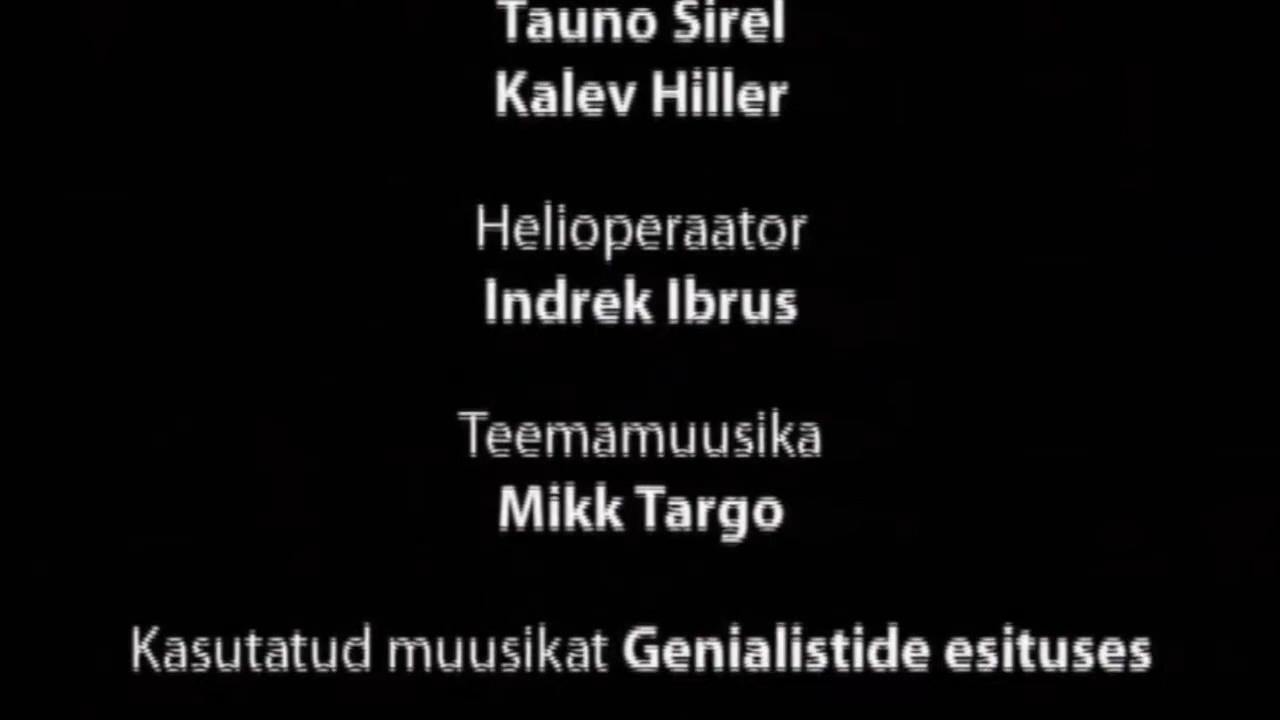 Tauno Sirel
Kalev Hiller
Helioperaator
Indrek Ibrus
Teemamuusika
Mikk Targo
Kasutatud muusikat Genialistide esituses